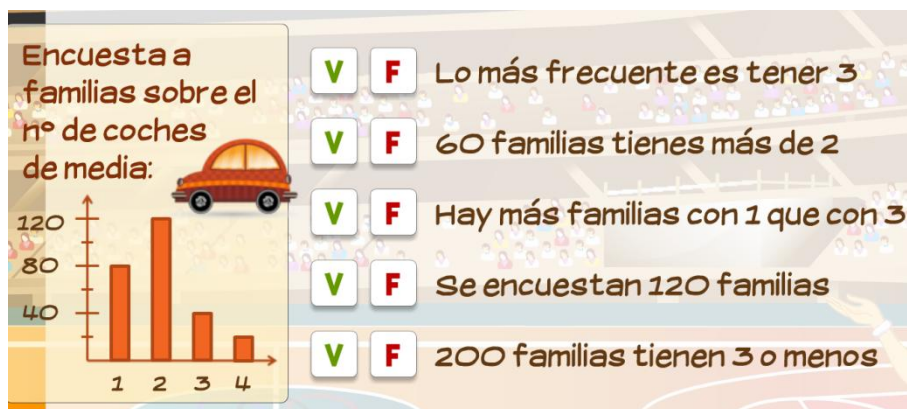 Encuesta a
familias sobre el
nº de coches
de media:
120
80
40
1 2 3 4
V F Lo más frecuente es tener 3
V F 60 familias tienes más de 2
V F Hay más familias con 1 que con 3
V F Se encuestan 120 familias
V F 200 familias tienen 3 o menos